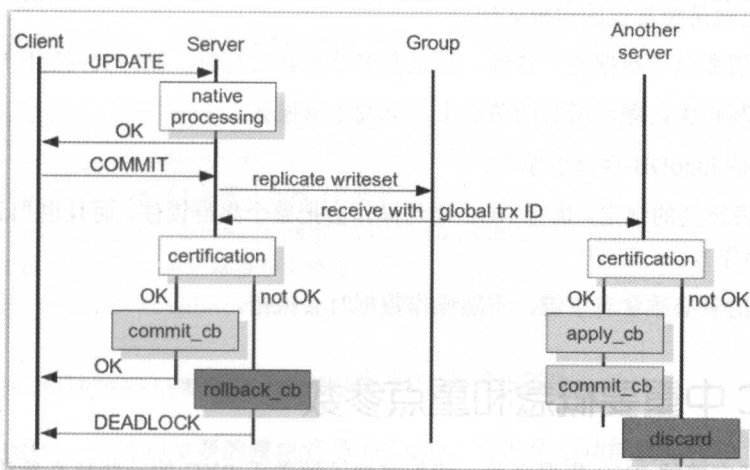 Client
Server
Group
Another
server
UPDATE
native
processing
OK
COMMIT
replicate writeset
receive with global trx ID
certification
certification
OK
not OK
OK
not OK
commit_cb
apply_cb
OK
rollback_cb
commit_cb
DEADLOCK
discard